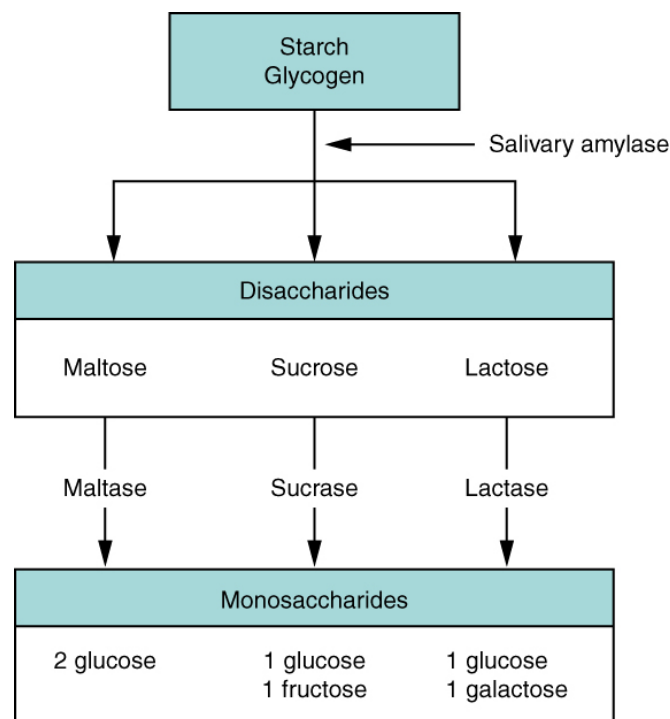 Starch
Glycogen
Salivary amylase
Disaccharides
Maltose Sucrose Lactose
Maltase Sucrase Lactase
Monosaccharides
2 glucose 1 glucose 1 glucose
1 fructose 1 galactose